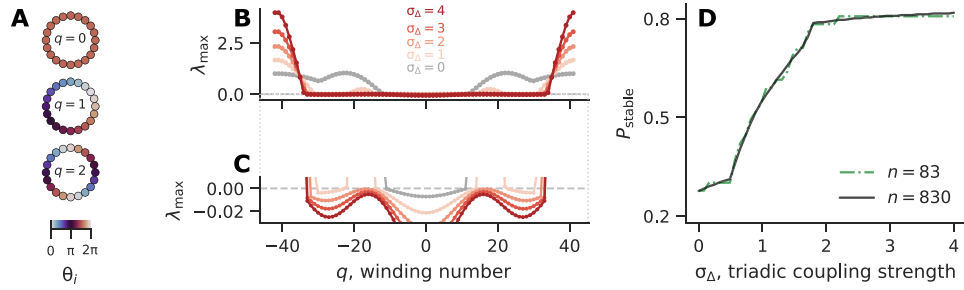 A
q = 0
q = 1
q = 2
0 π 2π
θi
B
λmax
4.0
2.5
0.0
σΔ = 4
σΔ = 3
σΔ = 2
σΔ = 1
σΔ = 0
C
λmax
0.00
−0.02
−40 −20 0 20 40
q, winding number
D
Pstable
0.8
0.5
0.2
n = 83
n = 830
0 1 2 3 4
σΔ, triadic coupling strength